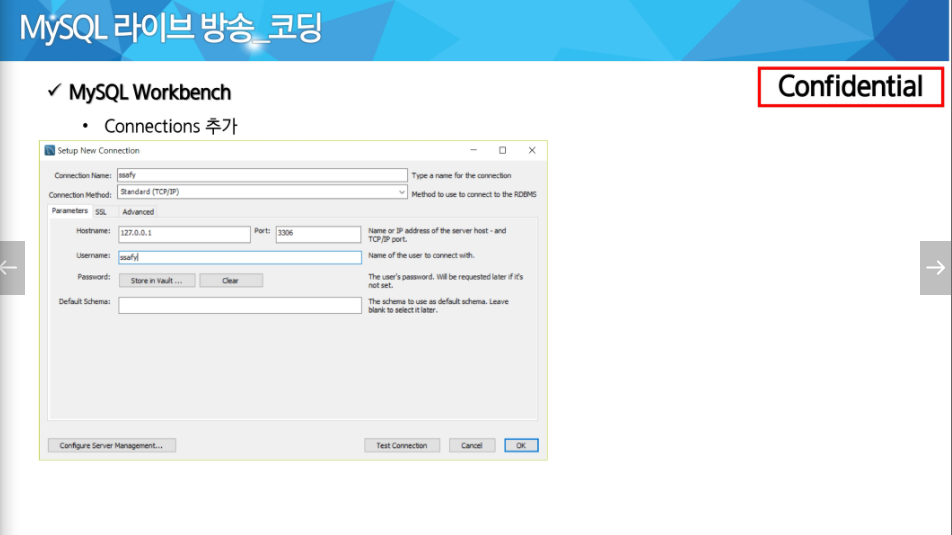 MySQL 라이브 방송_코딩
Confidential
✓ MySQL Workbench
• Connections 추가
Setup New Connection
Connection Name: ssafy Type a name for the connection
Connection Method: Standard (TCP/IP) Method to use to connect to the RDBMS
Parameters SSL Advanced
Hostname: 127.0.0.1 Port: 3306 Name or IP address of the server host - and
TCP/IP port.
Username: ssafy Name of the user to connect with.
Password: Store in Vault ... Clear The user's password. Will be requested later if it's
not set.
Default Schema: The schema to use as default schema. Leave
blank to select it later.
Configure Server Management... Test Connection Cancel OK